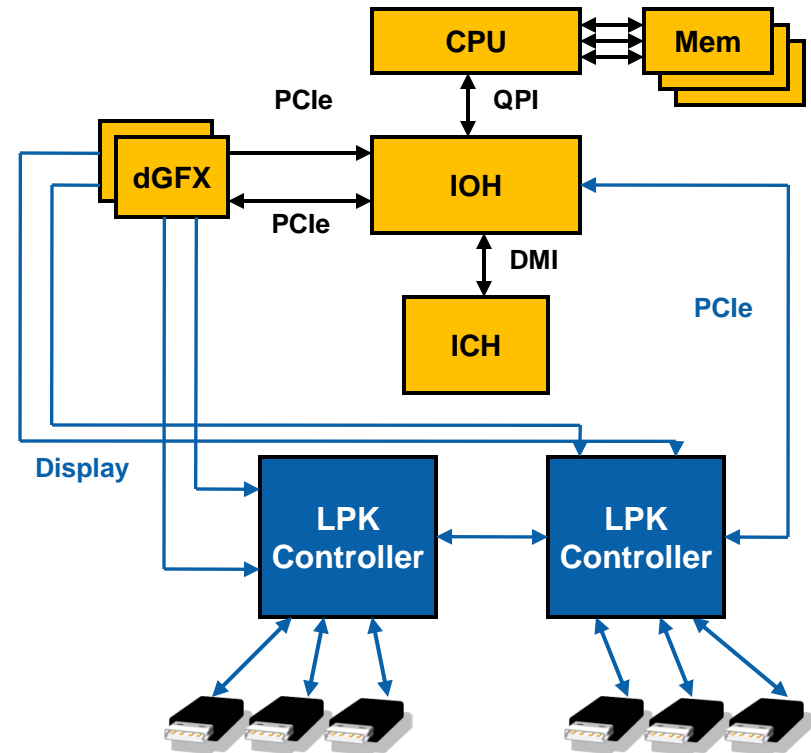 CPU
Mem
PCIe
QPI
dGFX
IOH
PCIe
DMI
PCIe
ICH
Display
LPK
Controller
LPK
Controller